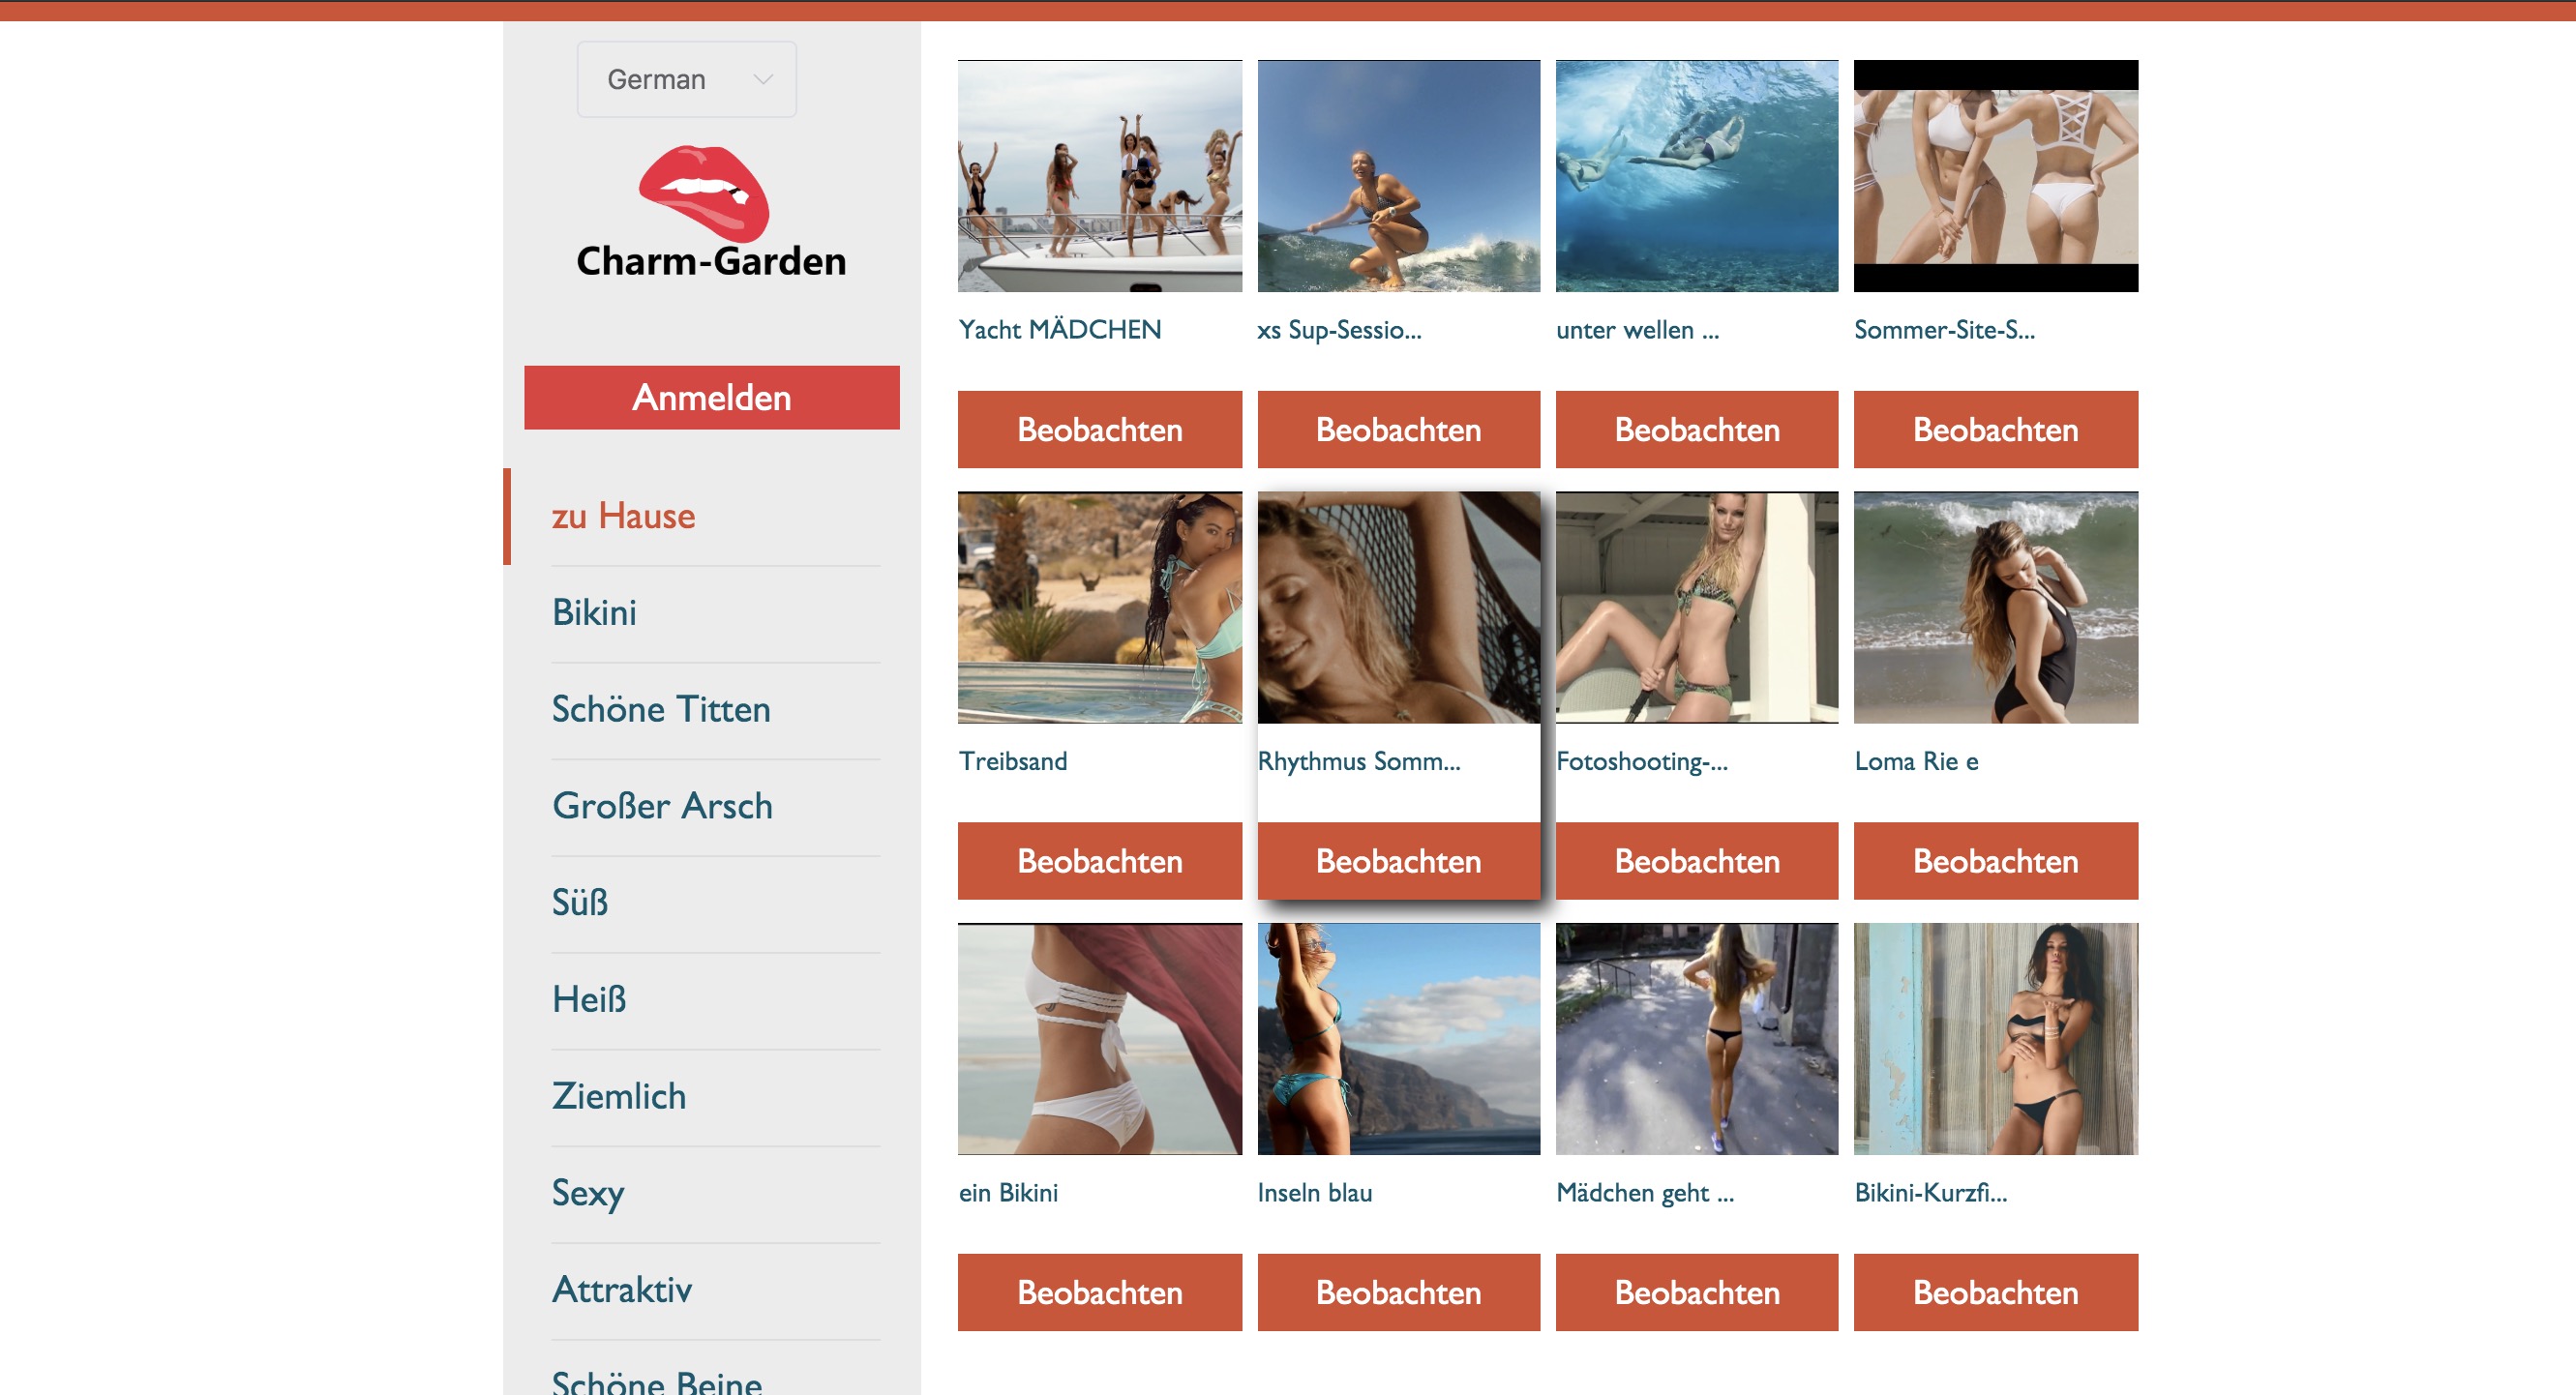 German
Charm-Garden
Anmelden
zu Hause
Bikini
Schöne Titten
Großer Arsch
Süß
Heiß
Ziemlich
Sexy
Attraktiv
Schöne Beine
Yacht MÄDCHEN
xs Sup-Sessio...
unter wellen ...
Sommer-Site-S...
Beobachten
Beobachten
Beobachten
Beobachten
Treibsand
Rhythmus Somm...
Fotoshooting-...
Loma Rie e
Beobachten
Beobachten
Beobachten
Beobachten
ein Bikini
Inseln blau
Mädchen geht ...
Bikini-Kurzfi...
Beobachten
Beobachten
Beobachten
Beobachten